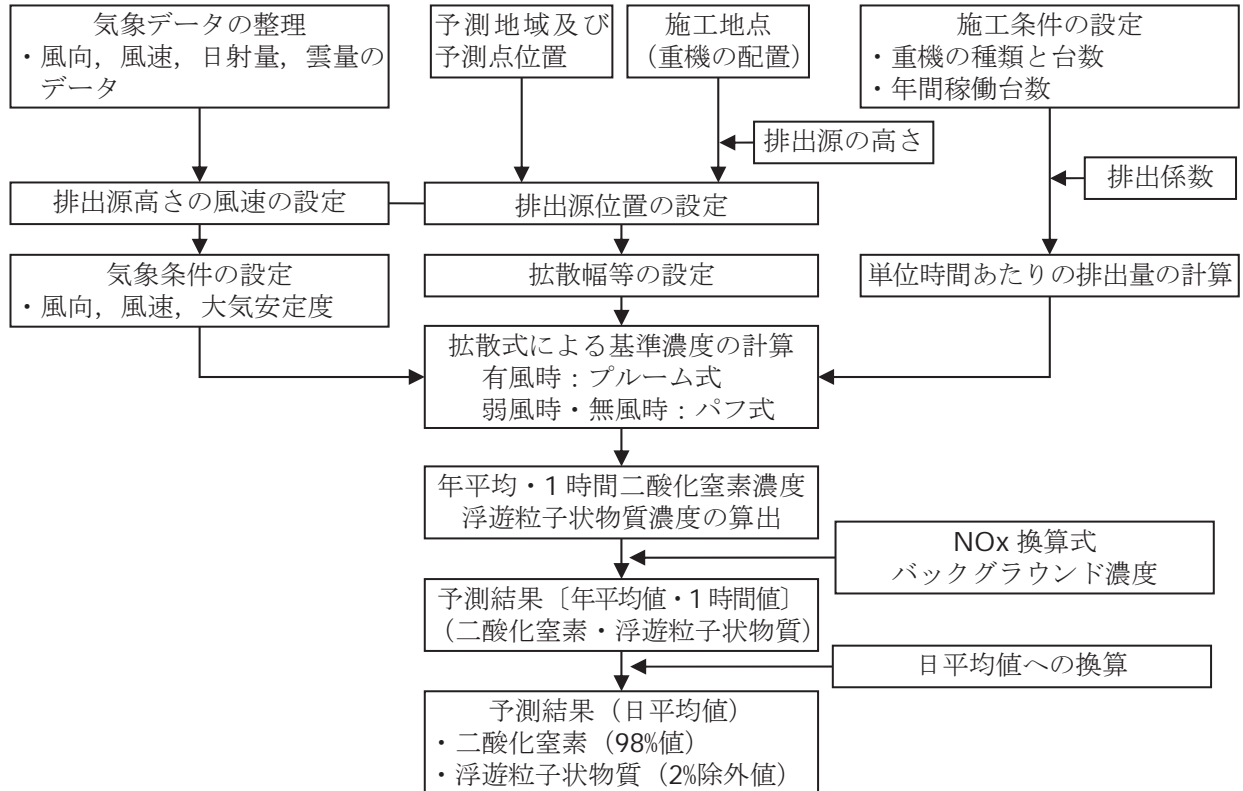 気象データの整理
・風向，風速，日射量，雲量の
データ
予測地域及び
予測点位置
施工地点
（重機の配置）
施工条件の設定
・重機の種類と台数
・年間稼働台数
排出源の高さ
排出係数
排出源高さの風速の設定
排出源位置の設定
気象条件の設定
・風向，風速，大気安定度
拡散幅等の設定
単位時間あたりの排出量の計算
拡散式による基準濃度の計算
有風時：プルーム式
弱風時・無風時：パフ式
年平均・1 時間二酸化窒素濃度
浮遊粒子状物質濃度の算出
NOx 換算式
バックグラウンド濃度
予測結果〔年平均値・1 時間値〕
（二酸化窒素・浮遊粒子状物質）
日平均値への換算
予測結果（日平均値）
・二酸化窒素（98%値）
・浮遊粒子状物質（2%除外値）